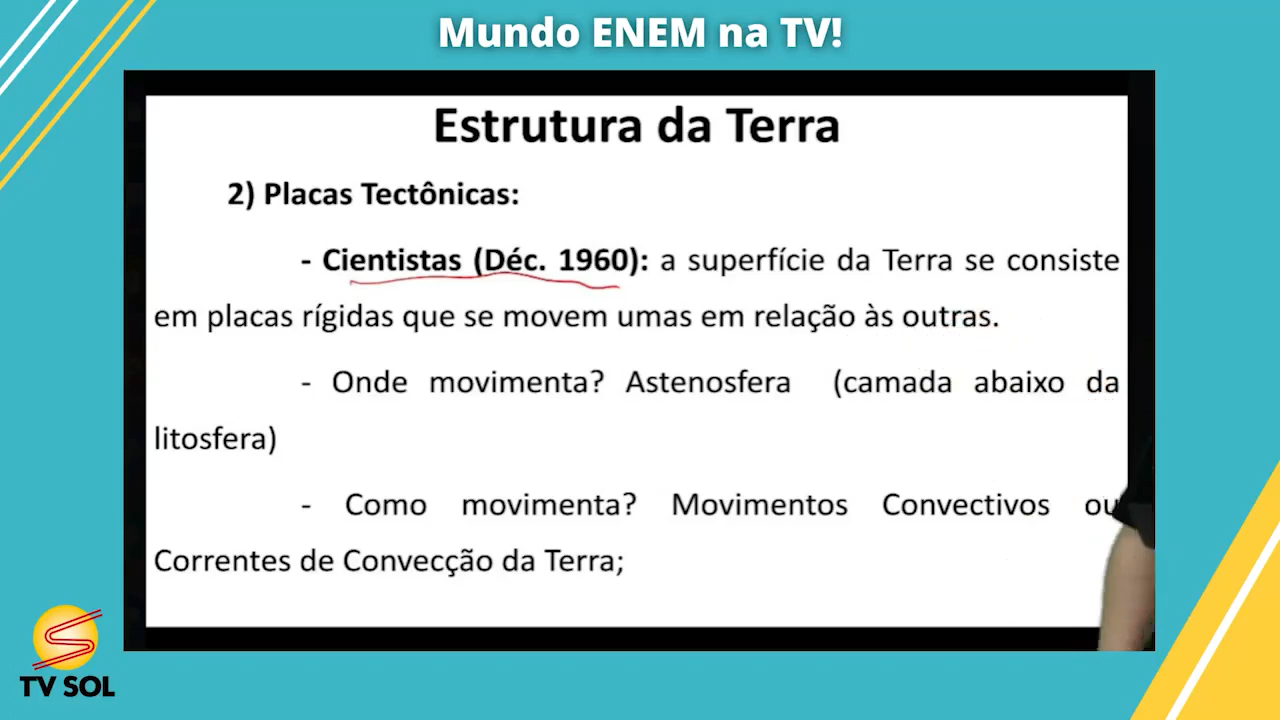 Mundo ENEM na TV!
Estrutura da Terra
2) Placas Tectônicas:
- Cientistas (Déc. 1960): a superfície da Terra se consiste
em placas rígidas que se movem umas em relação às outras.
- Onde movimenta? Astenosfera (camada abaixo da
litosfera)
- Como movimenta? Movimentos Convectivos ou
Correntes de Convecção da Terra;
TV SOL